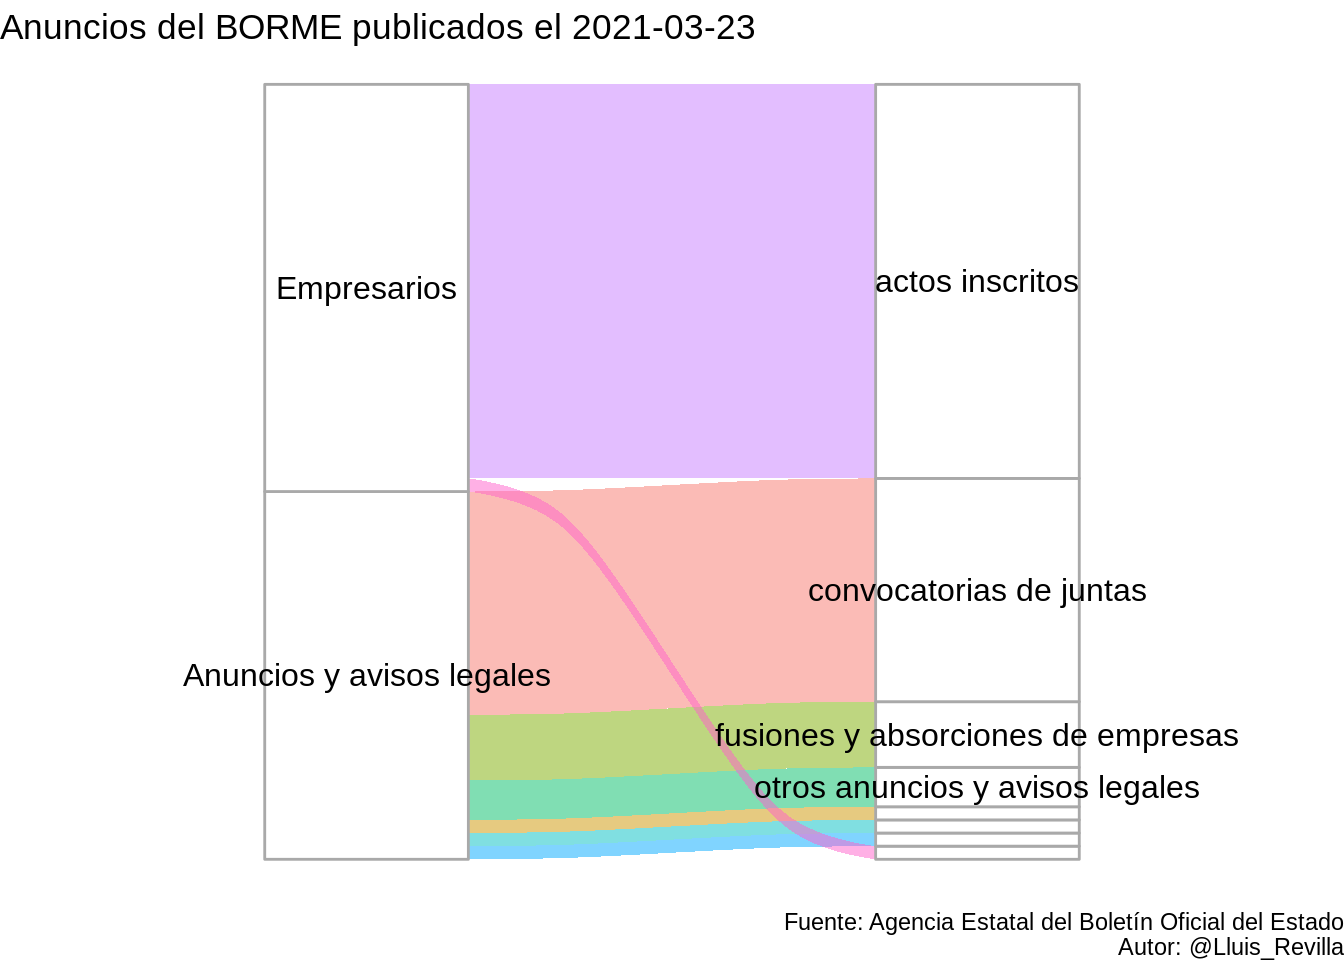 Anuncios del BORME publicados el 2021-03-23
Empresarios
actos inscritos
convocatorias de juntas
Anuncios y avisos legales
fusiones y absorciones de empresas
otros anuncios y avisos legales
Fuente: Agencia Estatal del Boletín Oficial del Estado
Autor: @Lluis_Revilla